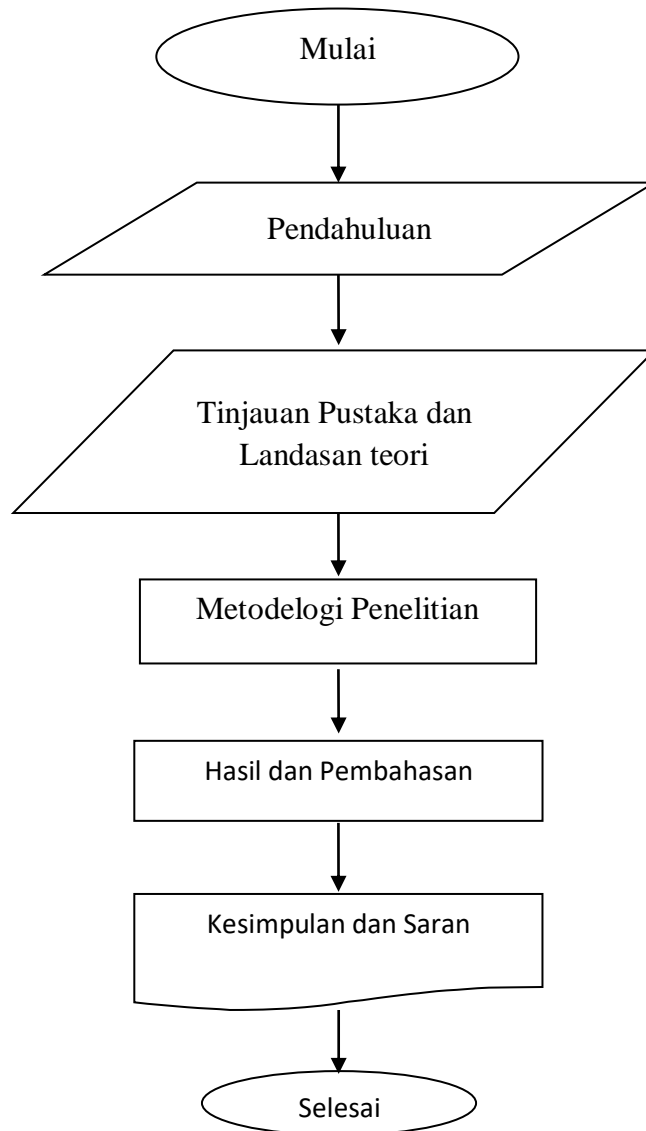 Mulai
Pendahuluan
Tinjauan Pustaka dan
Landasan teori
Metodelogi Penelitian
Hasil dan Pembahasan
Kesimpulan dan Saran
Selesai